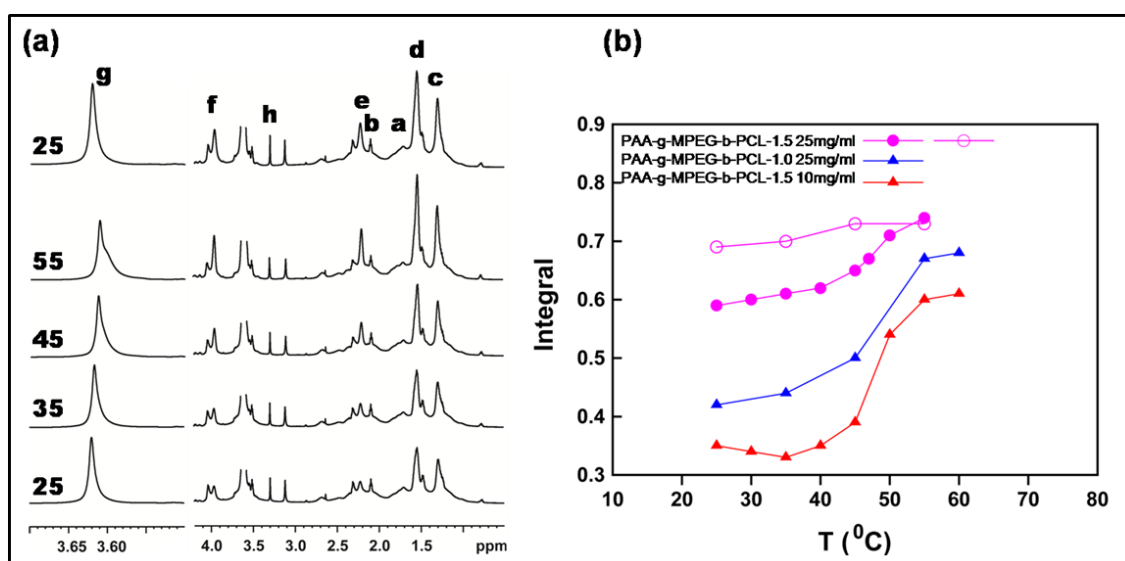 (a)
g
d
c
f
h
e
b
a
25
55
45
35
25
3.65 3.60
4.0 3.5 3.0 2.5 2.0 1.5 ppm
(b)
0.9
0.8
0.7
0.6
0.5
0.4
0.3
Integral
PAA-g-MPEG-b-PCL-1.5 25mg/ml
PAA-g-MPEG-b-PCL-1.0 25mg/ml
PAA-g-MPEG-b-PCL-1.5 10mg/ml
10 20 30 40 50 60 70 80
T (⁰C)